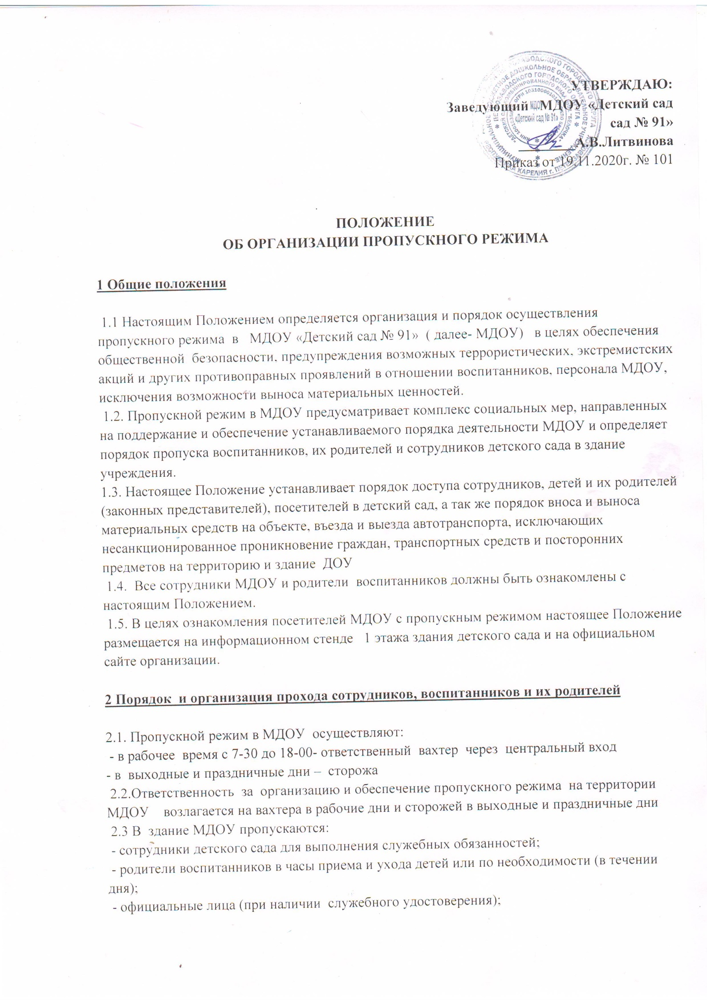 УТВЕРЖДАЮ:
Заведующий МДОУ «Детский сад
сад № 91»
________А.В.Литвинова
Приказ от 19.11.2020г. № 101
МДОУ
«Детский сад № 91»
ПОЛОЖЕНИЕ
ОБ ОРГАНИЗАЦИИ ПРОПУСКНОГО РЕЖИМА
1 Общие положения
1.1 Настоящим Положением определяется организация и порядок осуществления
пропускного режима в МДОУ «Детский сад № 91» ( далее- МДОУ) в целях обеспечения
общественной безопасности, предупреждения возможных террористических, экстремистских
акций и других противоправных проявлений в отношении воспитанников, персонала МДОУ,
исключения возможности выноса материальных ценностей.
1.2. Пропускной режим в МДОУ предусматривает комплекс социальных мер, направленных
на поддержание и обеспечение устанавливаемого порядка деятельности МДОУ и определяет
порядок пропуска воспитанников, их родителей и сотрудников детского сада в здание
учреждения.
1.3. Настоящее Положение устанавливает порядок доступа сотрудников, детей и их родителей
(законных представителей), посетителей в детский сад, а так же порядок вноса и выноса
материальных средств на объекте, въезда и выезда автотранспорта, исключающих
несанкционированное проникновение граждан, транспортных средств и посторонних
предметов на территорию и здание ДОУ
1.4. Все сотрудники МДОУ и родители воспитанников должны быть ознакомлены с
настоящим Положением.
1.5. В целях ознакомления посетителей МДОУ с пропускным режимом настоящее Положение
размещается на информационном стенде 1 этажа здания детского сада и на официальном
сайте организации.
2 Порядок и организация прохода сотрудников, воспитанников и их родителей
2.1. Пропускной режим в МДОУ осуществляют:
- в рабочее время с 7-30 до 18-00- ответственный вахтер через центральный вход
- в выходные и праздничные дни – сторожа
2.2.Ответственность за организацию и обеспечение пропускного режима на территории
МДОУ возлагается на вахтера в рабочие дни и сторожей в выходные и праздничные дни
2.3 В здание МДОУ пропускаются:
- сотрудники детского сада для выполнения служебных обязанностей;
- родители воспитанников в часы приема и ухода детей или по необходимости (в течении
дня);
- официальные лица (при наличии служебного удостоверения);